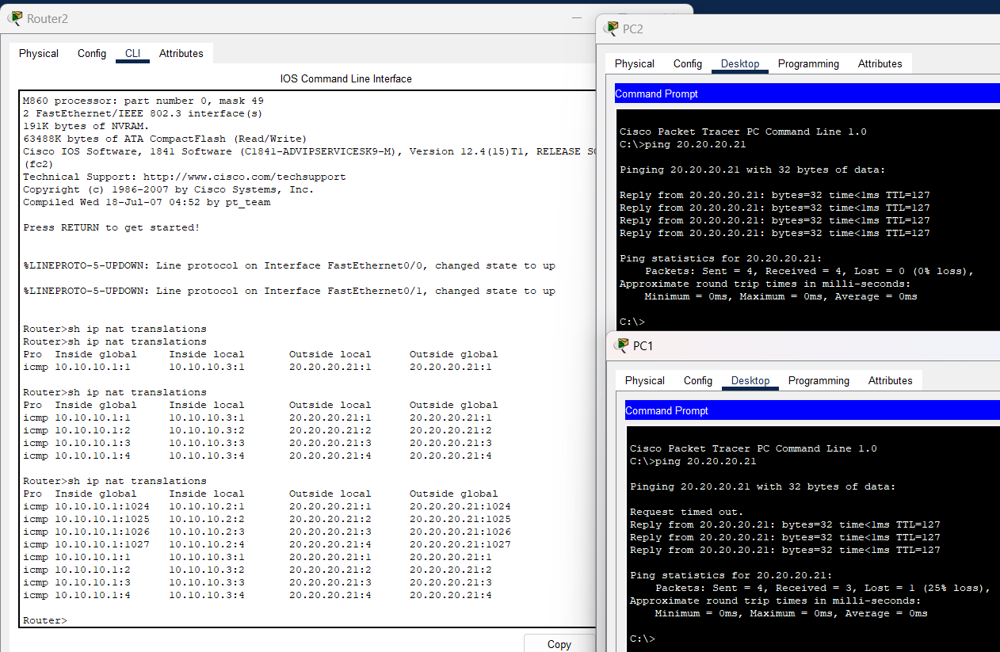 Router2
Physical Config CLI Attributes
IOS Command Line Interface
M860 processor: part number 0, mask 49
2 FastEthernet/IEEE 802.3 interface(s)
191K bytes of NVRAM.
63488K bytes of ATA CompactFlash (Read/Write)
Cisco IOS Software, 1841 Software (C1841-ADVIPSERVICESK9-M), Version 12.4(15)T1, RELEASE
(fc2)
Technical Support: http://www.cisco.com/techsupport
Copyright (c) 1986-2007 by Cisco Systems, Inc.
Compiled Wed 18-Jul-07 04:52 by pt_team
Press RETURN to get started!
%LINEPROTO-5-UPDOWN: Line protocol on Interface FastEthernet0/0, changed state to up
%LINEPROTO-5-UPDOWN: Line protocol on Interface FastEthernet0/1, changed state to up
Router>sh ip nat translations
Router>sh ip nat translations
Pro Inside global Inside local Outside local Outside global
icmp 10.10.10.1:1 10.10.10.3:1 20.20.20.21:1 20.20.20.21:1
Router>sh ip nat translations
Pro Inside global Inside local Outside local Outside global
icmp 10.10.10.1:1 10.10.10.3:1 20.20.20.21:1 20.20.20.21:1
icmp 10.10.10.1:2 10.10.10.3:2 20.20.20.21:2 20.20.20.21:2
icmp 10.10.10.1:3 10.10.10.3:3 20.20.20.21:3 20.20.20.21:3
icmp 10.10.10.1:4 10.10.10.3:4 20.20.20.21:4 20.20.20.21:4
Router>sh ip nat translations
Pro Inside global Inside local Outside local Outside global
icmp 10.10.10.1:1024 10.10.10.2:1 20.20.20.21:1 20.20.20.21:1024
icmp 10.10.10.1:1025 10.10.10.2:2 20.20.20.21:2 20.20.20.21:1025
icmp 10.10.10.1:1026 10.10.10.2:3 20.20.20.21:3 20.20.20.21:1026
icmp 10.10.10.1:1027 10.10.10.2:4 20.20.20.21:4 20.20.20.21:1027
icmp 10.10.10.1:1 10.10.10.3:1 20.20.20.21:1 20.20.20.21:1
icmp 10.10.10.1:2 10.10.10.3:2 20.20.20.21:2 20.20.20.21:2
icmp 10.10.10.1:3 10.10.10.3:3 20.20.20.21:3 20.20.20.21:3
icmp 10.10.10.1:4 10.10.10.3:4 20.20.20.21:4 20.20.20.21:4
Router>
Copy
PC2
Physical Config Desktop Programming Attributes
Command Prompt
Cisco Packet Tracer PC Command Line 1.0
C:\>ping 20.20.20.21
Pinging 20.20.20.21 with 32 bytes of data:
Reply from 20.20.20.21: bytes=32 time<1ms TTL=127
Reply from 20.20.20.21: bytes=32 time<1ms TTL=127
Reply from 20.20.20.21: bytes=32 time<1ms TTL=127
Reply from 20.20.20.21: bytes=32 time<1ms TTL=127
Ping statistics for 20.20.20.21:
Packets: Sent = 4, Received = 4, Lost = 0 (0% loss),
Approximate round trip times in milli-seconds:
Minimum = 0ms, Maximum = 0ms, Average = 0ms
C:\>
PC1
Physical Config Desktop Programming Attributes
Command Prompt
Cisco Packet Tracer PC Command Line 1.0
C:\>ping 20.20.20.21
Pinging 20.20.20.21 with 32 bytes of data:
Request timed out.
Reply from 20.20.20.21: bytes=32 time<1ms TTL=127
Reply from 20.20.20.21: bytes=32 time<1ms TTL=127
Reply from 20.20.20.21: bytes=32 time<1ms TTL=127
Ping statistics for 20.20.20.21:
Packets: Sent = 4, Received = 3, Lost = 1 (25% loss),
Approximate round trip times in milli-seconds:
Minimum = 0ms, Maximum = 0ms, Average = 0ms
C:\>